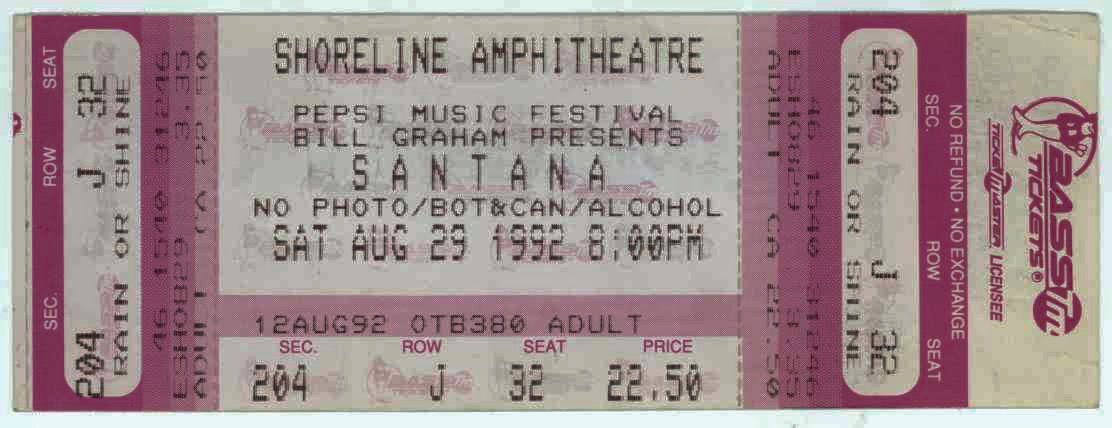 SEAT
ROW
SEC.
204 J 32
RAIN OR SHINE
46 1540 31246
ESHO829 3.35
ADULT CA 22.50
SHORELINE AMPHITHEATRE
PEPSI MUSIC FESTIVAL
BILL GRAHAM PRESENTS
SANTANA
NO PHOTO/BOT&CAN/ALCOHOL
SAT AUG 29 1992 8:00PM
12AUG92 OTB380 ADULT
SEC. ROW SEAT PRICE
204 J 32 22.50
46 1540 31246
ESHO829 3.35
ADULT CA 22.50
204 J 32
RAIN OR SHINE
SEC. ROW SEAT
NO REFUND • NO EXCHANGE
BASS Tm
TICKETS®
TICKETMASTER LICENSEE